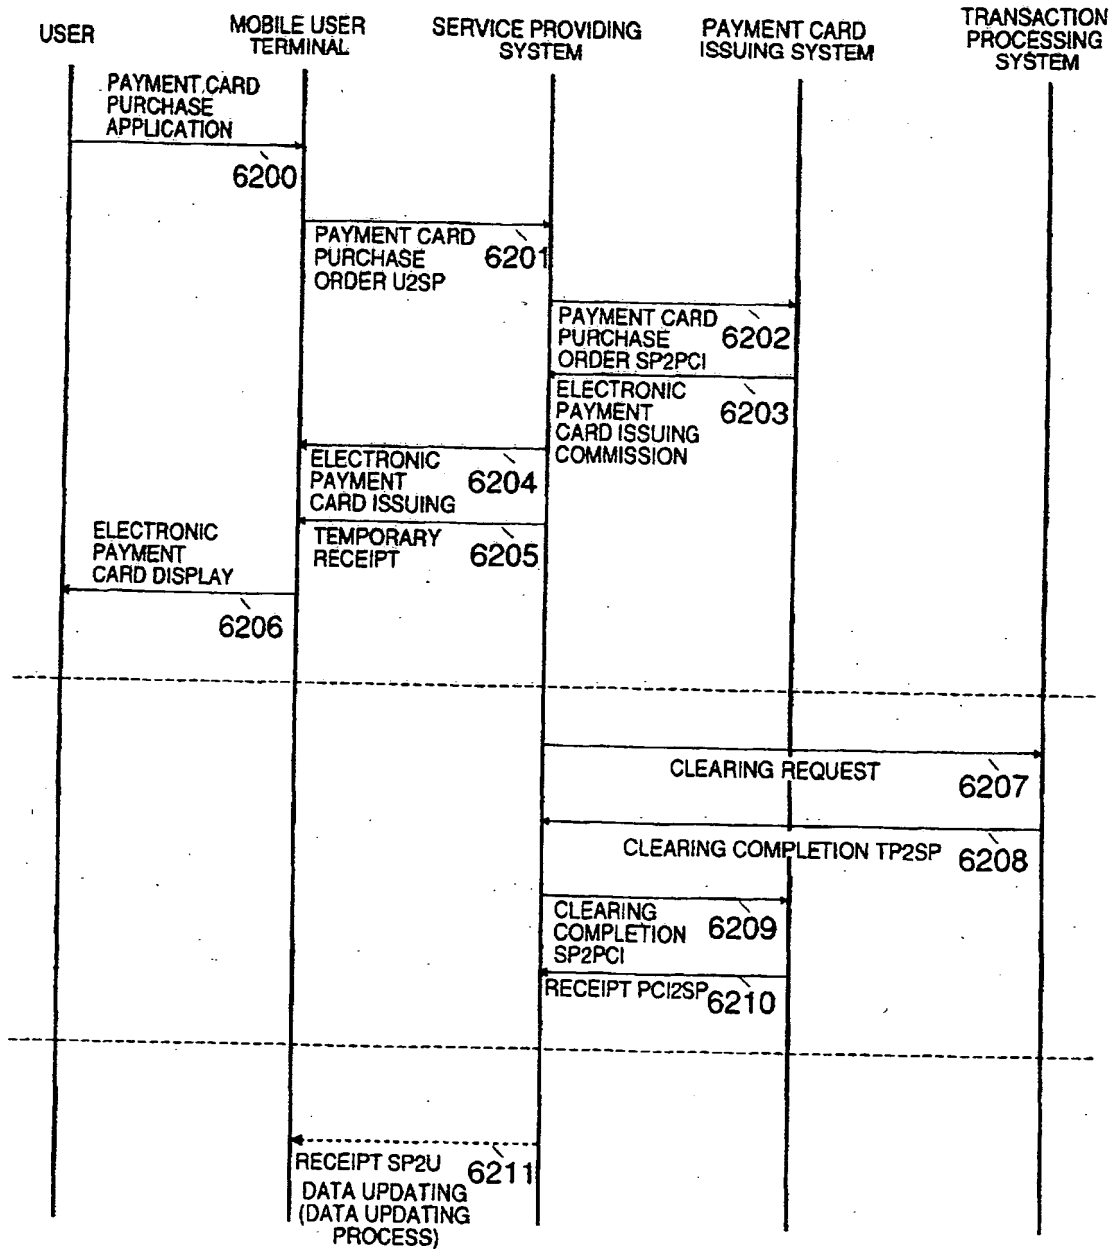 USER
MOBILE USER
TERMINAL
SERVICE PROVIDING
SYSTEM
PAYMENT CARD
ISSUING SYSTEM
TRANSACTION
PROCESSING
SYSTEM
PAYMENT CARD
PURCHASE
APPLICATION
6200
PAYMENT CARD
PURCHASE
ORDER U2SP
6201
PAYMENT CARD
PURCHASE
ORDER SP2PCI
6202
ELECTRONIC
PAYMENT
CARD ISSUING
COMMISSION
6203
ELECTRONIC
PAYMENT
CARD ISSUING
6204
TEMPORARY
RECEIPT
6205
ELECTRONIC
PAYMENT
CARD DISPLAY
6206
CLEARING REQUEST
6207
CLEARING COMPLETION TP2SP
6208
CLEARING
COMPLETION
SP2PCI
6209
RECEIPT PCI2SP
6210
RECEIPT SP2U
6211
DATA UPDATING
(DATA UPDATING
PROCESS)